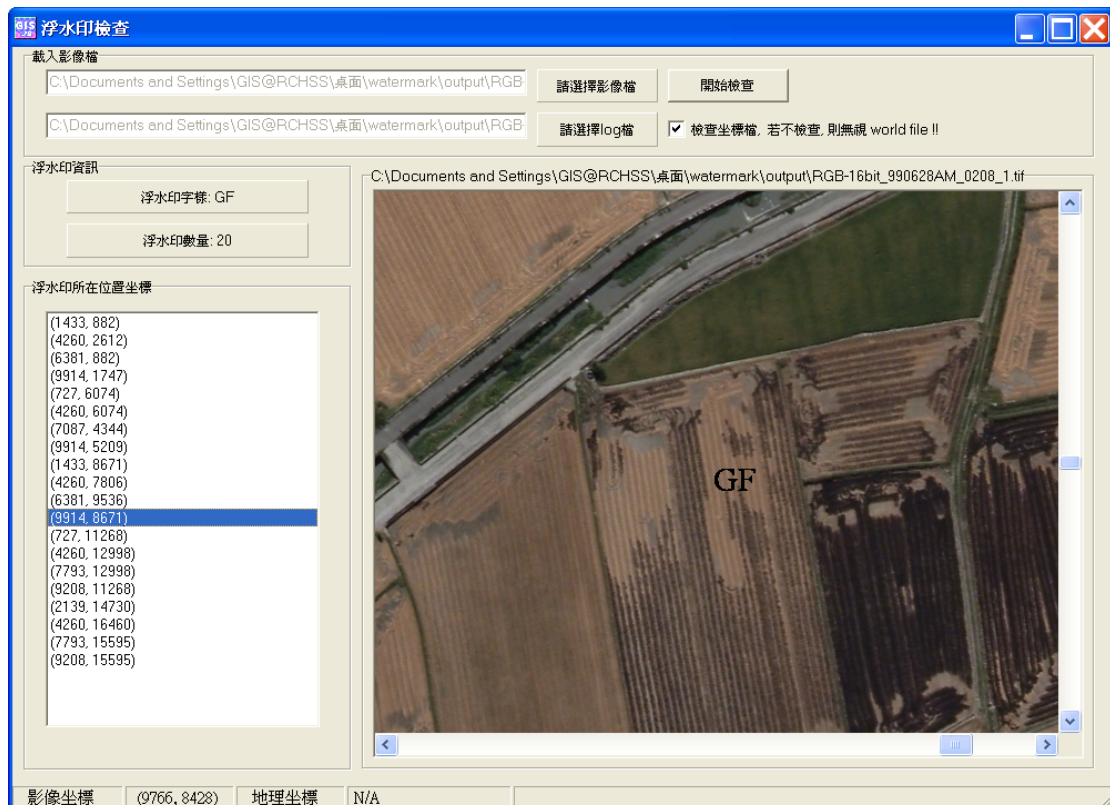 GIS
浮水印檢查
載入影像檔
C:\Documents and Settings\GIS@RCHSS\桌面\watermark\output\RGB-
請選擇影像檔
開始檢查
C:\Documents and Settings\GIS@RCHSS\桌面\watermark\output\RGB-
請選擇log檔
檢查坐標檔, 若不檢查, 則無視 world file !!
浮水印資訊
浮水印字樣: GF
浮水印數量: 20
浮水印所在位置坐標
(1433, 882)
(4260, 2612)
(6381, 882)
(9914, 1747)
(727, 6074)
(4260, 6074)
(7087, 4344)
(9914, 5209)
(1433, 8671)
(4260, 7806)
(6381, 9536)
(9914, 8671)
(727, 11268)
(4260, 12998)
(7793, 12998)
(9208, 11268)
(2139, 14730)
(4260, 16460)
(7793, 15595)
(9208, 15595)
C:\Documents and Settings\GIS@RCHSS\桌面\watermark\output\RGB-16bit_990628AM_0208_1.tif
GF
影像坐標
(9766, 8428)
地理坐標
N/A